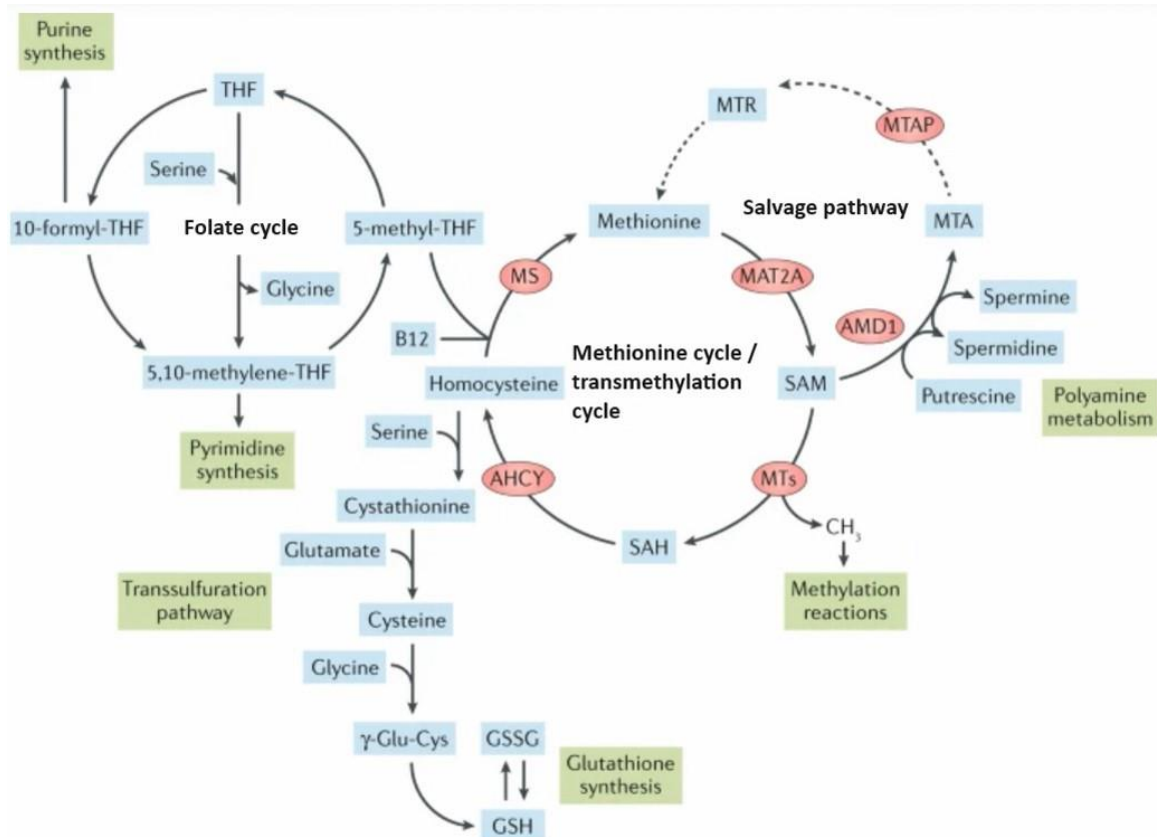 Purine
synthesis
THF
Serine
10-formyl-THF
Folate cycle
5-methyl-THF
Glycine
5,10-methylene-THF
Pyrimidine
synthesis
MTR
MTAP
Methionine
Salvage pathway
MTA
MS
MAT2A
B12
Homocysteine
Methionine cycle /
transmethylation
cycle
SAM
AMD1
Spermine
Spermidine
Putrescine
Polyamine
metabolism
Serine
AHCY
MTs
Cystathionine
SAH
CH3
Glutamate
Methylation
reactions
Transsulfuration
pathway
Cysteine
Glycine
γ-Glu-Cys
GSSG
Glutathione
synthesis
GSH